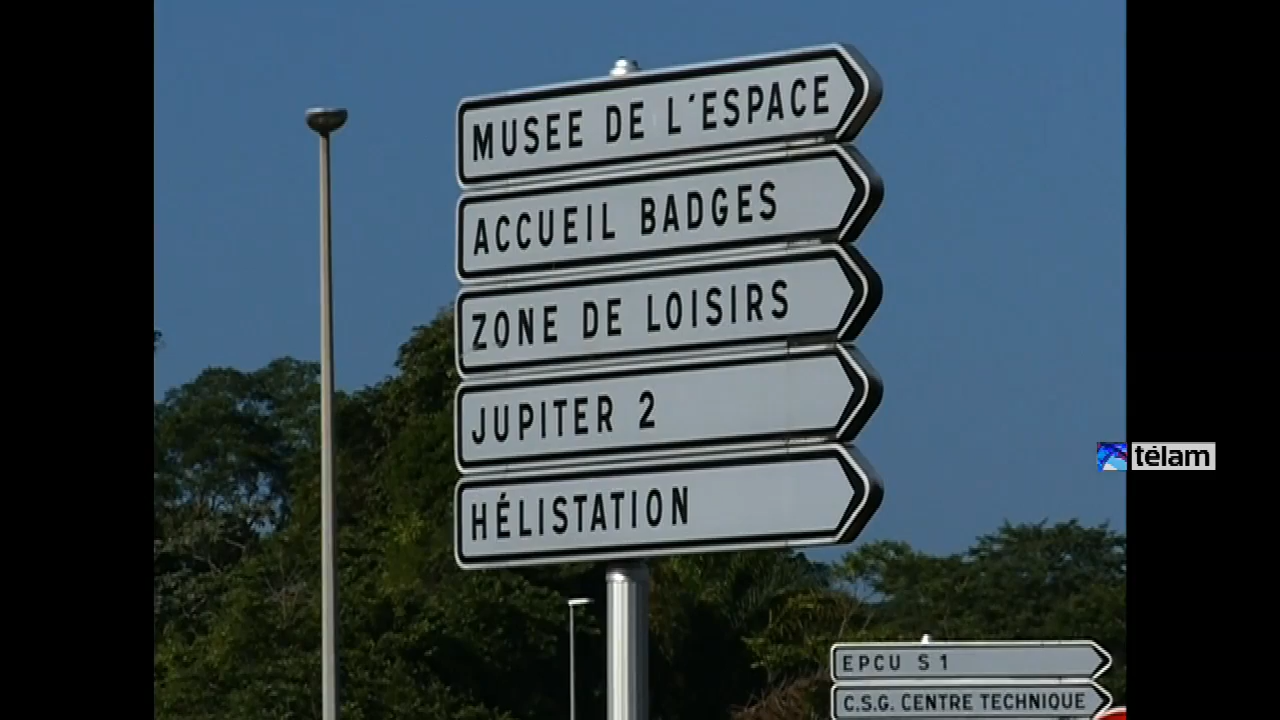 MUSEE DE L'ESPACE
ACCUEIL BADGES
ZONE DE LOISIRS
JUPITER 2
HÉLISTATION
télam
EPCU S1
C.S.G. CENTRE TECHNIQUE